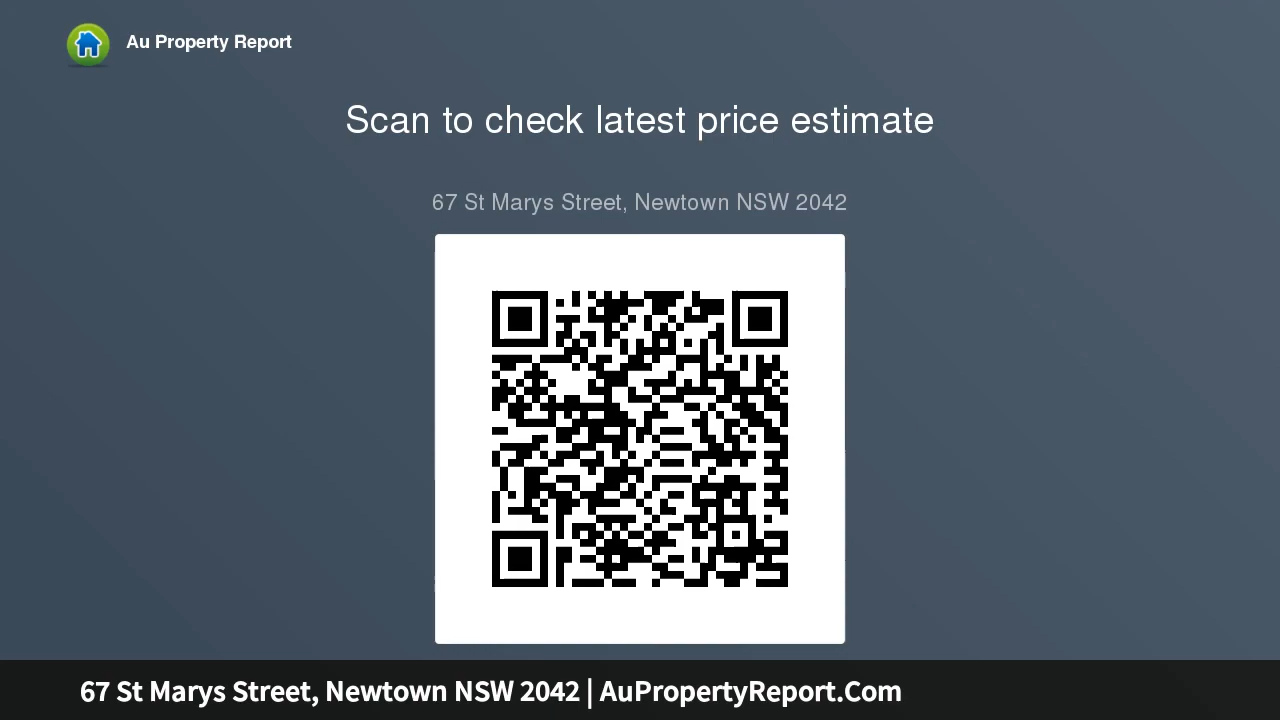 Au Property Report
Scan to check latest price estimate
67 St Marys Street, Newtown NSW 2042
67 St Marys Street, Newtown NSW 2042 | AuPropertyReport.Com